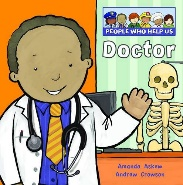 PEOPLE WHO HELP US
Doctor
Amanda Askew
Andrew Crowson